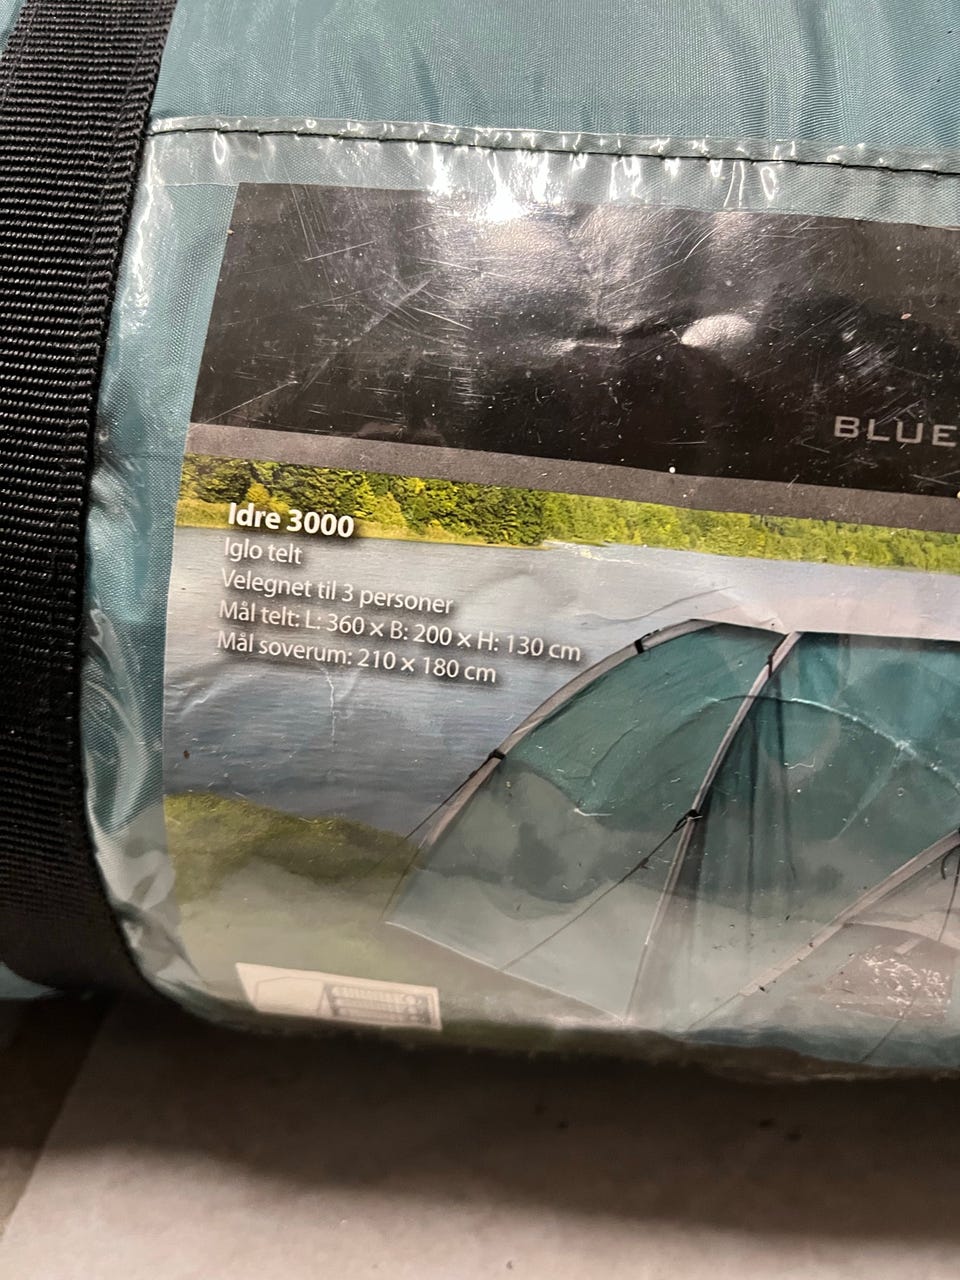 BLUE
Idre 3000
Iglo telt
Velegnet til 3 personer
Mål telt: L: 360 × B: 200 × H: 130 cm
Mål soverum: 210 × 180 cm